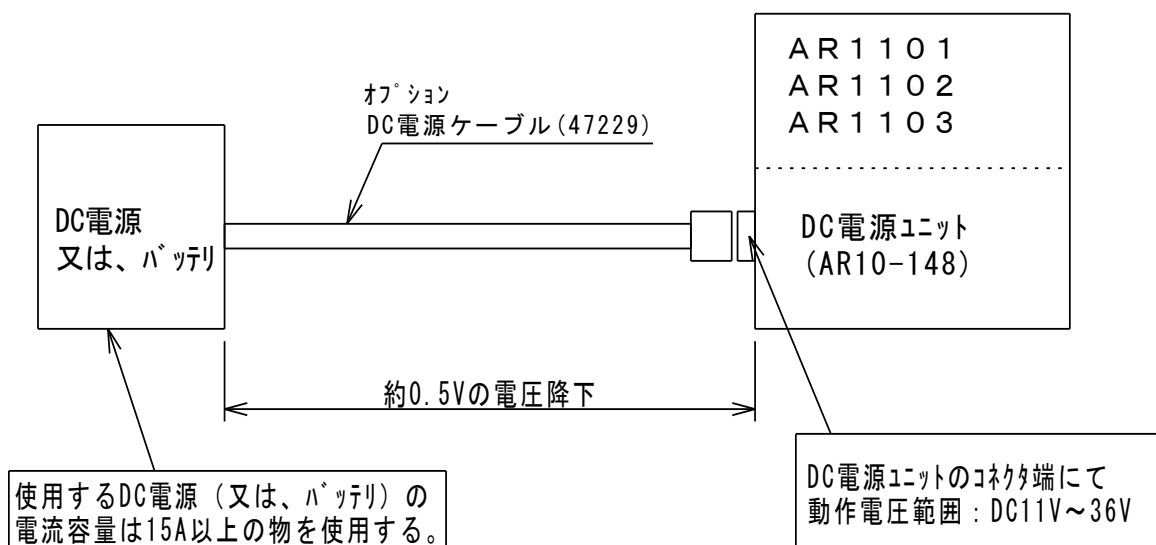 ＡＲ１１０１
ＡＲ１１０２
ＡＲ１１０３
ｵﾌﾟｼｮﾝ
DC電源ケーブル(47229)
DC電源
又は、ﾊﾞｯﾃﾘ
DC電源ﾕﾆｯﾄ
(AR10-148)
約0.5Vの電圧降下
使用するDC電源（又は、ﾊﾞｯﾃﾘ）の
電流容量は15A以上の物を使用する。
DC電源ﾕﾆｯﾄのｺﾈｸﾀ端にて
動作電圧範囲：DC11V～36V